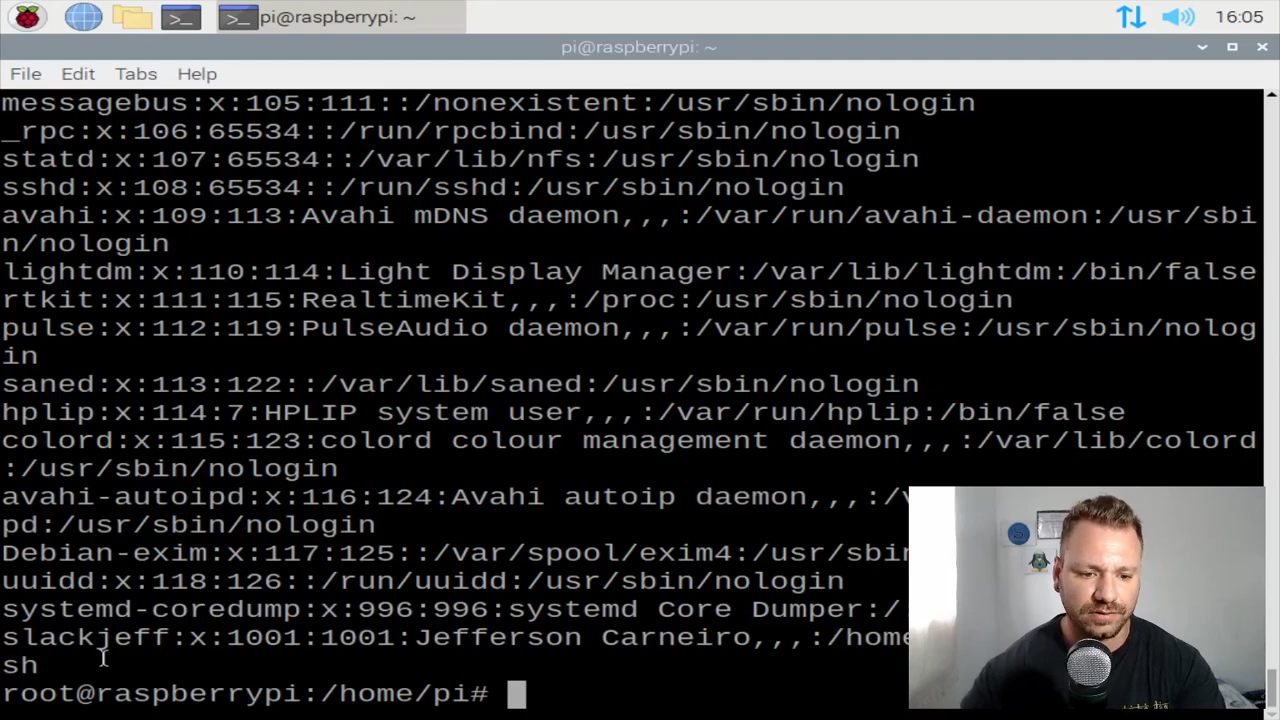 pi@raspberrypi: ~
16:05
pi@raspberrypi: ~
File Edit Tabs Help
messagebus:x:105:111::/nonexistent:/usr/sbin/nologin
_rpc:x:106:65534::/run/rpcbind:/usr/sbin/nologin
statd:x:107:65534::/var/lib/nfs:/usr/sbin/nologin
sshd:x:108:65534::/run/sshd:/usr/sbin/nologin
avahi:x:109:113:Avahi mDNS daemon,,,:/var/run/avahi-daemon:/usr/sbi
n/nologin
lightdm:x:110:114:Light Display Manager:/var/lib/lightdm:/bin/false
rtkit:x:111:115:RealtimeKit,,,:/proc:/usr/sbin/nologin
pulse:x:112:119:PulseAudio daemon,,,:/var/run/pulse:/usr/sbin/nolog
in
saned:x:113:122::/var/lib/saned:/usr/sbin/nologin
hplip:x:114:7:HPLIP system user,,,:/var/run/hplip:/bin/false
colord:x:115:123:colord colour management daemon,,,:/var/lib/colord
:/usr/sbin/nologin
avahi-autoipd:x:116:124:Avahi autoip daemon,,,:/v
pd:/usr/sbin/nologin
Debian-exim:x:117:125::/var/spool/exim4:/usr/sbin
uuidd:x:118:126::/run/uuidd:/usr/sbin/nologin
systemd-coredump:x:996:996:systemd Core Dumper:/
slackjeff:x:1001:1001:Jefferson Carneiro,,,:/home
sh
root@raspberrypi:/home/pi#